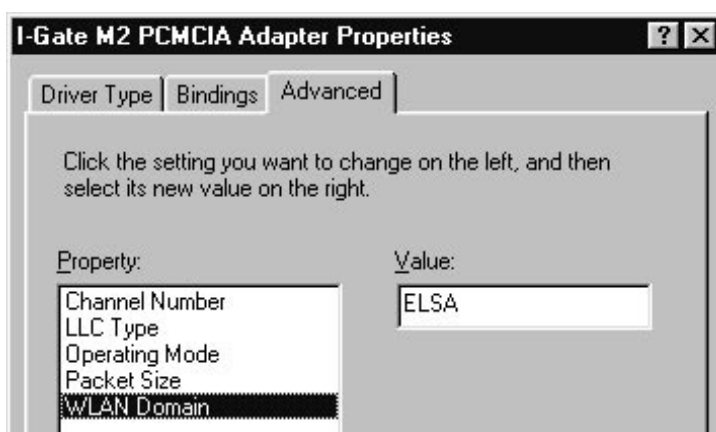 I-Gate M2 PCMCIA Adapter Properties
Driver Type Bindings Advanced
Click the setting you want to change on the left, and then
select its new value on the right.
Property:
Channel Number
LLC Type
Operating Mode
Packet Size
WLAN Domain
Value:
ELSA